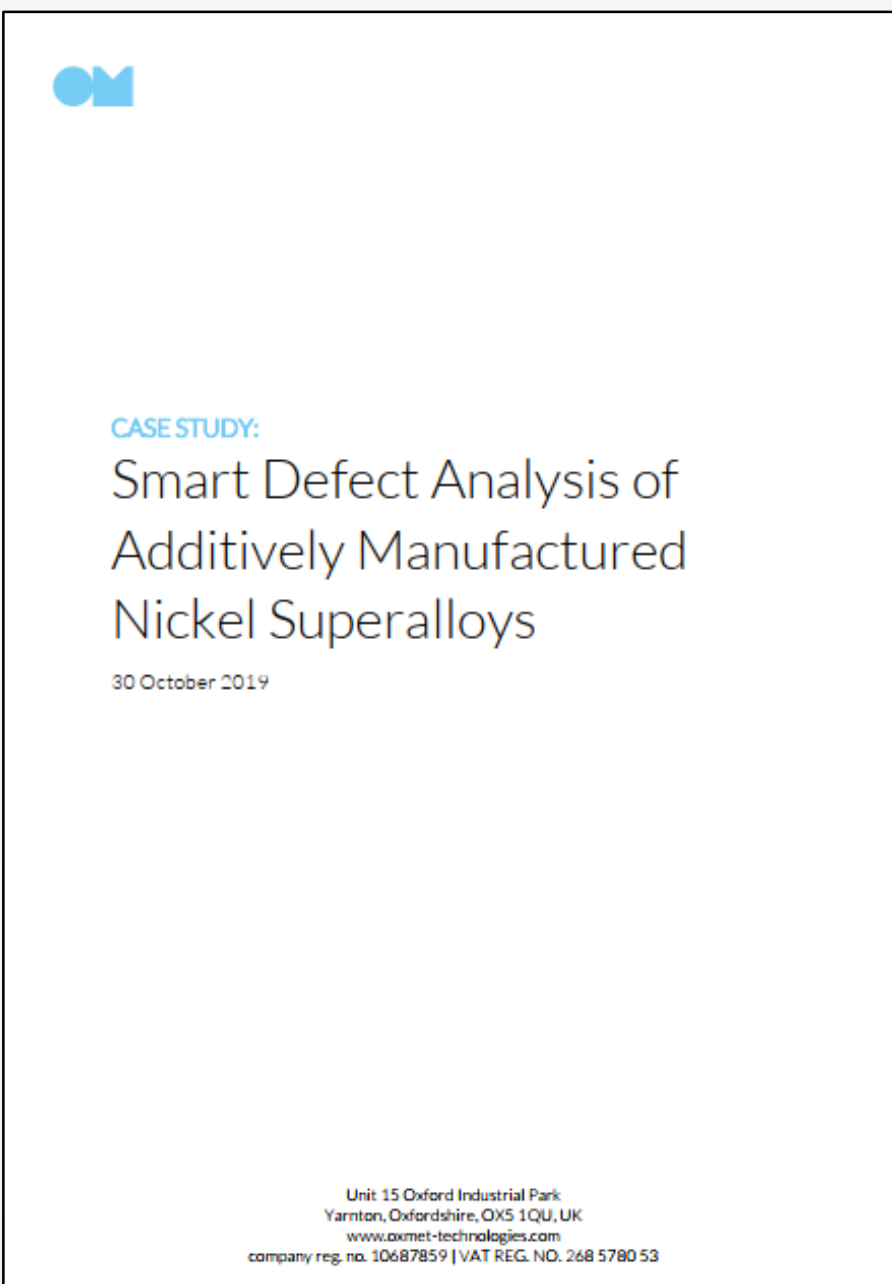 OM
CASE STUDY:
Smart Defect Analysis of
Additively Manufactured
Nickel Superalloys
30 October 2019
Unit 15 Oxford Industrial Park
Yarnton, Oxfordshire, OX5 1QU, UK
www.oxmet-technologies.com
company reg. no. 10687859 | VAT REG. NO. 268 5780 53